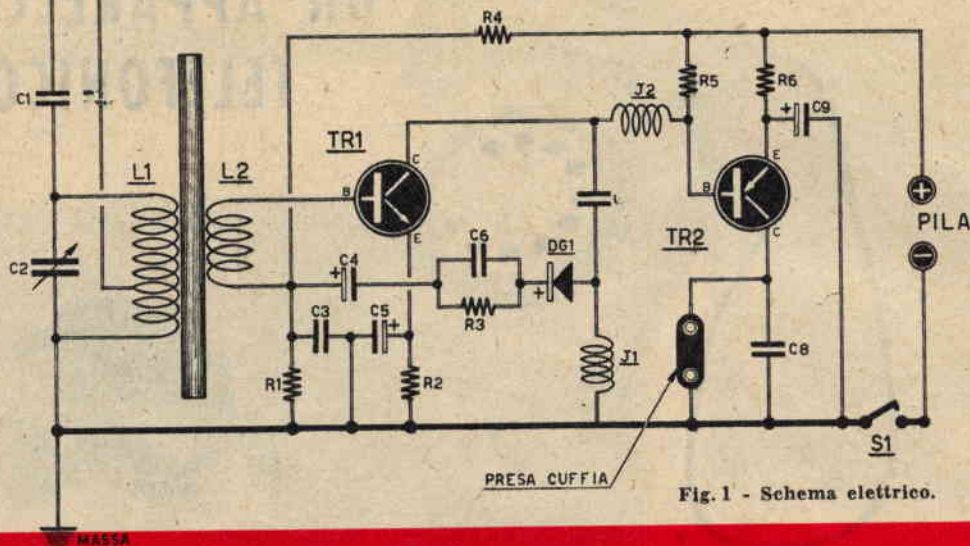 R4
C1
L1
L2
TR1
C
B
E
J2
R5
R6
+
C9
E
B
C
TR2
+
PILA
-
C2
+
C4
C6
R3
DG1
+
C3
C5
+
R1
R2
J1
C8
S1
PRESA CUFFIA
Fig. 1 - Schema elettrico.
MASSA